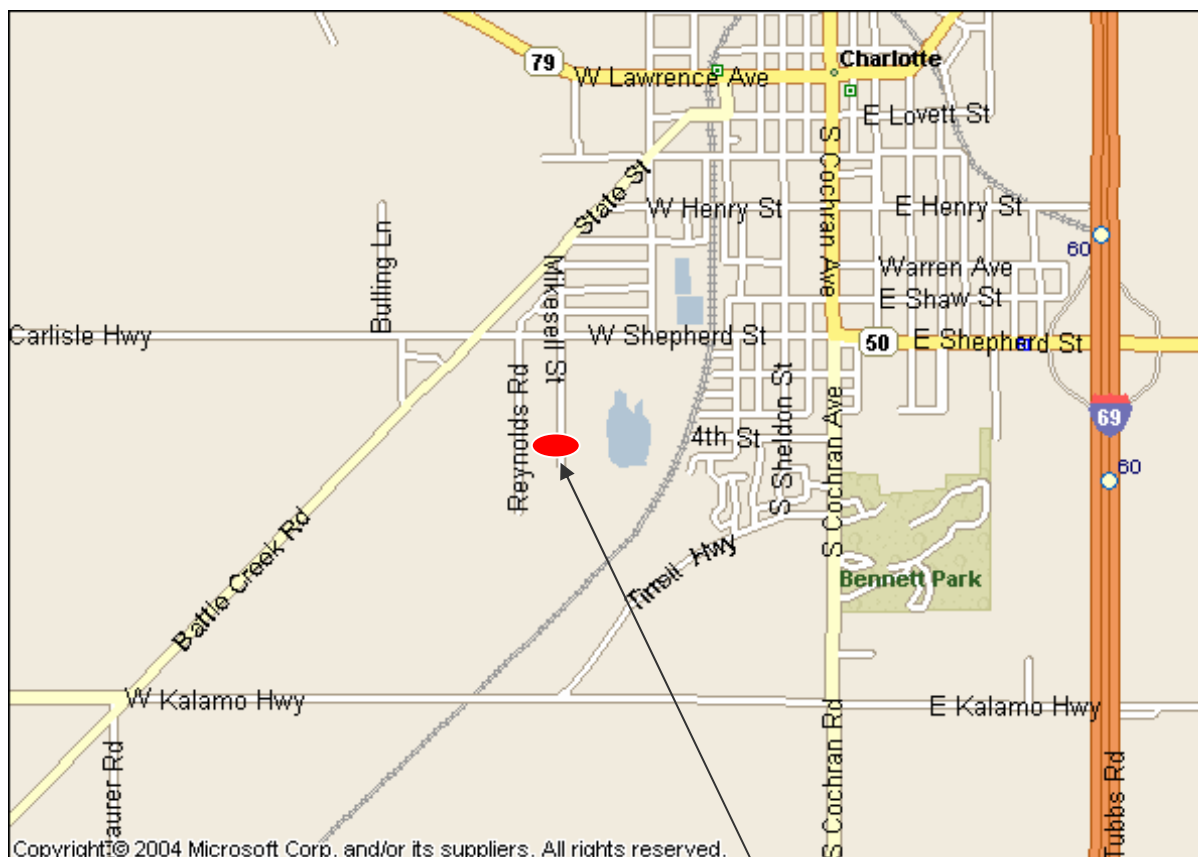 79
W Lawrence Ave
Charlotte
E Lovett St
State St
S Cochran Ave
W Henry St
E Henry St
60
Bulling Ln
Mikesell St
Warren Ave
E Shaw St
Carlisle Hwy
W Shepherd St
50
E Shepherd St
69
Reynolds Rd
4th St
S Sheldon St
S Cochran Ave
60
Battle Creek Rd
Hwy
Bennett Park
W Kalamo Hwy
E Kalamo Hwy
S Cochran Rd
Tubbs Rd
aurer Rd
Copyright © 2004 Microsoft Corp. and/or its suppliers. All rights reserved.